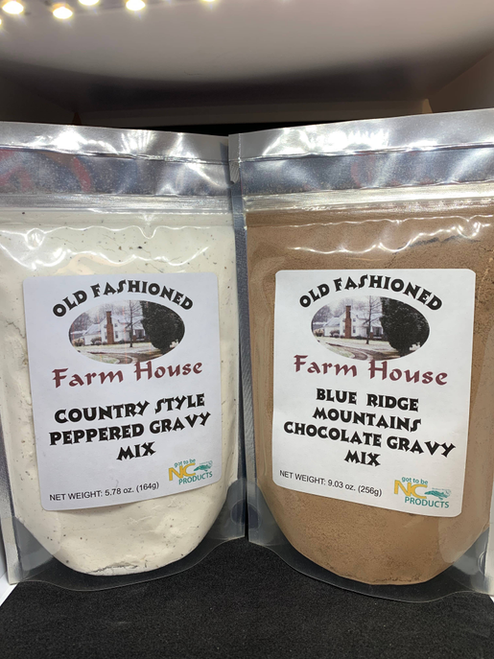 OLD FASHIONED
Farm House
COUNTRY STYLE
PEPPERED GRAVY
MIX
got to be
NC
PRODUCTS
NET WEIGHT: 5.78 oz. (164g)
OLD FASHIONED
Farm House
BLUE RIDGE
MOUNTAINS
CHOCOLATE GRAVY
MIX
got to be
NC
PRODUCTS
NET WEIGHT: 9.03 oz. (256g)